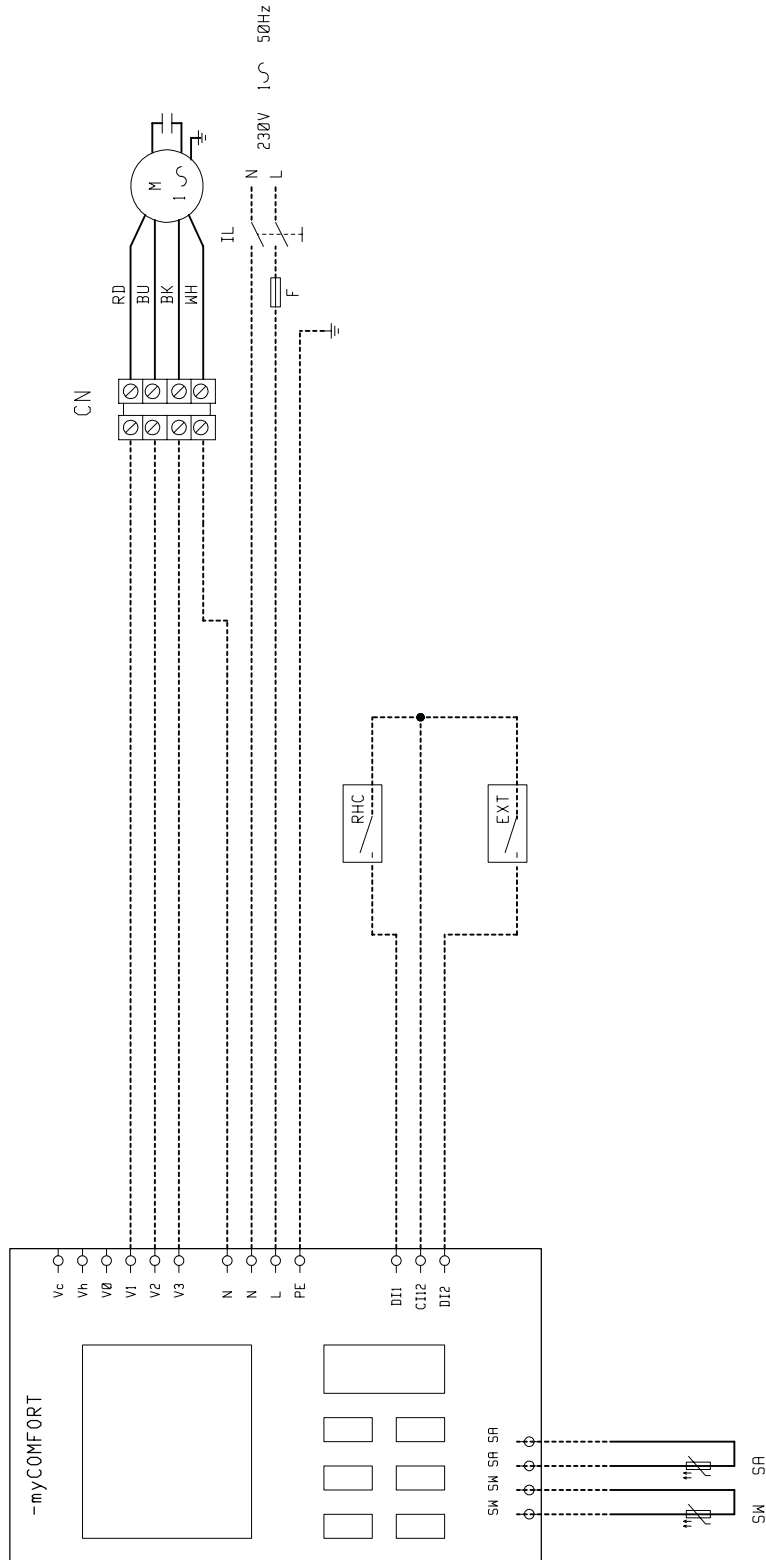 230V 1 50Hz
M
1
N
L
IL
F
RD
BU
BK
WH
CN
RHC
EXT
Vc
Vh
V0
V1
V2
V3
N
N
L
PE
DI1
CI12
DI2
-myCOMFORT
SA
SA
SW
SW
SA
SW